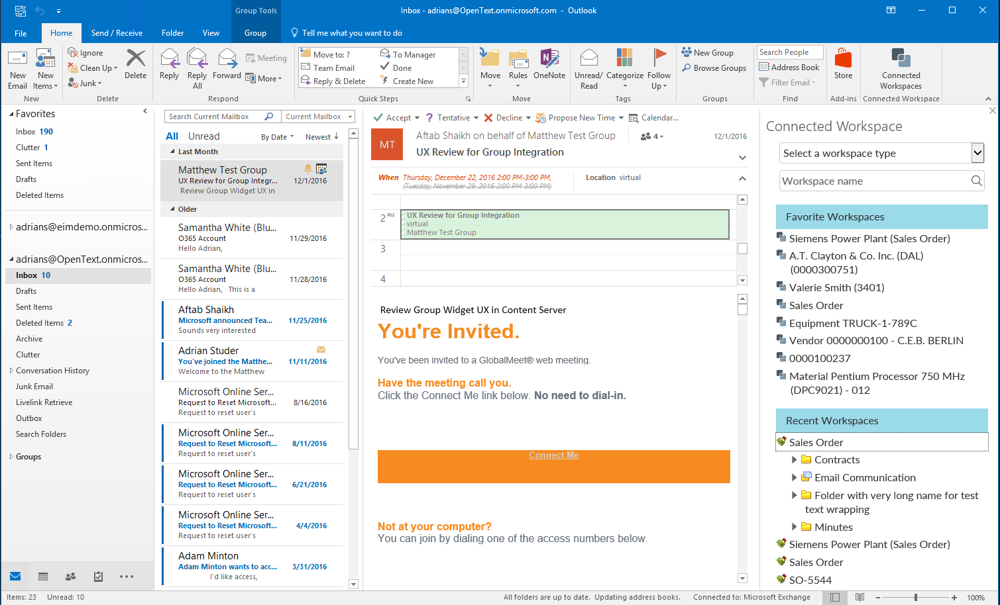 Group Tools
Inbox - adrians@OpenText.onmicrosoft.com - Outlook
File Home Send / Receive Folder View Group Tell me what you want to do
New Email
New Items
New
Ignore
Clean Up
Junk
Delete
Delete
Reply
Reply All
Forward
Meeting
More
Respond
Move to: ?
Team Email
Reply & Delete
To Manager
Done
Create New
Quick Steps
Move
Rules
OneNote
Move
Unread/ Read
Categorize
Follow Up
Tags
New Group
Browse Groups
Groups
Search People
Address Book
Filter Email
Find
Store
Add-ins
Connected Workspaces
Connected Workspace
Favorites
Inbox 190
Clutter 1
Sent Items
Drafts
Deleted Items
adrians@eimdemo.onmicros...
adrians@OpenText.onmicros...
Inbox 10
Drafts
Sent Items
Deleted Items 2
Archive
Clutter
Conversation History
Junk Email
Livelink Retrieve
Outbox
Search Folders
Groups
Search Current Mailbox
Current Mailbox
All Unread
By Date Newest
Last Month
Matthew Test Group
UX Review for Group Integr... 12/1/2016
Review Group Widget UX in
Older
Samantha White (Blu...
O365 Account 11/29/2016
Hello Adrian,
Samantha White (Blu...
O365 Account 11/28/2016
Hello Adrian, This is a
Aftab Shaikh
Microsoft announced Tea... 11/25/2016
Sounds very interested
Adrian Studer
You've joined the Matthe... 11/11/2016
Welcome to the Matthew
Microsoft Online Ser...
Request to Reset Microsoft... 8/16/2016
Request to reset user's
Microsoft Online Ser...
Request to Reset Microsoft... 8/11/2016
Request to reset user's
Microsoft Online Ser...
Request to Reset Microsoft... 6/21/2016
Request to reset user's
Microsoft Online Ser...
Request to Reset Microsoft... 4/4/2016
Request to reset user's
Adam Minton
Adam Minton wants to acc... 3/31/2016
I'd like access,
Accept ? Tentative Decline Propose New Time Calendar...
MT
Aftab Shaikh on behalf of Matthew Test Group
4
12/1/2016
UX Review for Group Integration
When Thursday, December 22, 2016 2:00 PM-3:00 PM,
(Tuesday, November 29, 2016 2:00 PM-3:00 PM)
Location virtual
2 PM
UX Review for Group Integration
virtual
Matthew Test Group
3
4
Review Group Widget UX in Content Server
You're Invited.
You've been invited to a GlobalMeet® web meeting.
Have the meeting call you.
Click the Connect Me link below. No need to dial-in.
Connect Me
Not at your computer?
You can join by dialing one of the access numbers below.
Connected Workspace
Select a workspace type
Workspace name
Favorite Workspaces
Siemens Power Plant (Sales Order)
A.T. Clayton & Co. Inc. (DAL)
(0000300751)
Valerie Smith (3401)
Sales Order
Equipment TRUCK-1-789C
Vendor 0000000100 - C.E.B. BERLIN
0000100237
Material Pentium Processor 750 MHz
(DPC9021) - 012
Recent Workspaces
Sales Order
Contracts
Email Communication
Folder with very long name for test
text wrapping
Minutes
Siemens Power Plant (Sales Order)
Sales Order
SO-5544
Items: 23 Unread: 10
All folders are up to date. Updating address books. Connected to: Microsoft Exchange
100%